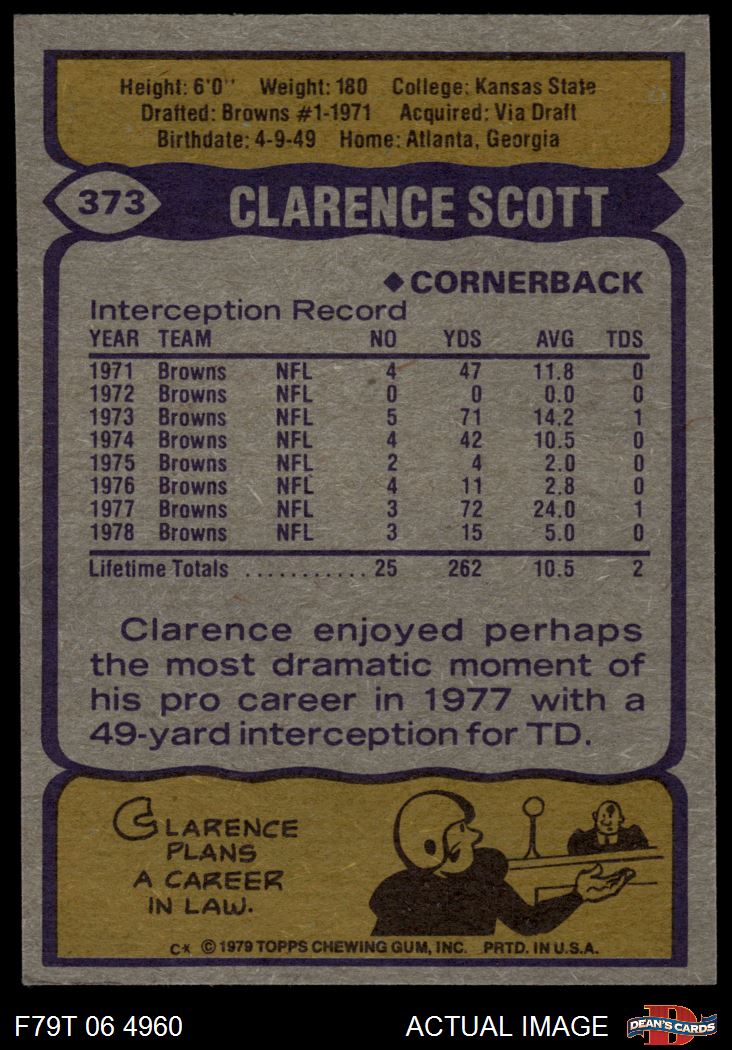 Height: 6'0" Weight: 180 College: Kansas State
Drafted: Browns #1-1971 Acquired: Via Draft
Birthdate: 4-9-49 Home: Atlanta, Georgia
373 CLARENCE SCOTT
◆CORNERBACK
Interception Record
YEAR TEAM NO YDS AVG TDS
1971 Browns NFL 4 47 11.8 0
1972 Browns NFL 0 0 0.0 0
1973 Browns NFL 5 71 14.2 1
1974 Browns NFL 4 42 10.5 0
1975 Browns NFL 2 4 2.0 0
1976 Browns NFL 4 11 2.8 0
1977 Browns NFL 3 72 24.0 1
1978 Browns NFL 3 15 5.0 0
Lifetime Totals ............ 25 262 10.5 2
Clarence enjoyed perhaps
the most dramatic moment of
his pro career in 1977 with a
49-yard interception for TD.
CLARENCE
PLANS
A CAREER
IN LAW.
C* © 1979 TOPPS CHEWING GUM, INC. PRTD. IN U.S.A.
F79T 06 4960 ACTUAL IMAGE D DEAN'S CARDS